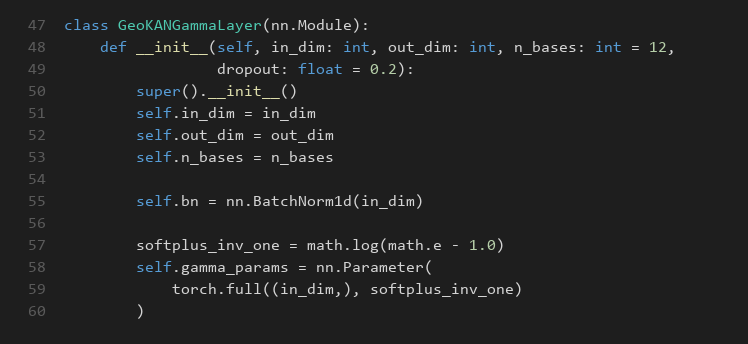 47 class GeoKANGammaLayer(nn.Module):
48     def __init__(self, in_dim: int, out_dim: int, n_bases: int = 12,
49                  dropout: float = 0.2):
50         super().__init__()
51         self.in_dim = in_dim
52         self.out_dim = out_dim
53         self.n_bases = n_bases
54
55         self.bn = nn.BatchNorm1d(in_dim)
56
57         softplus_inv_one = math.log(math.e - 1.0)
58         self.gamma_params = nn.Parameter(
59             torch.full((in_dim,), softplus_inv_one)
60         )